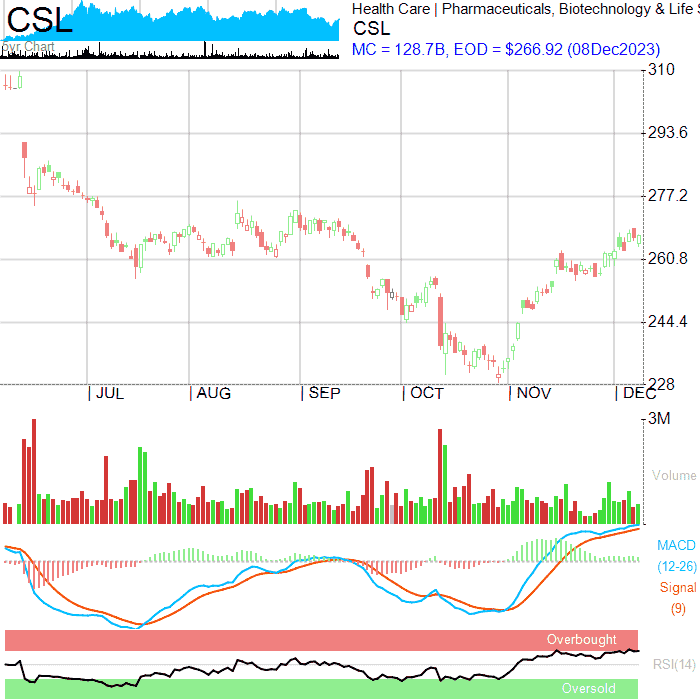 CSL
5yr Chart
Health Care | Pharmaceuticals, Biotechnology & Life S
CSL
MC = 128.7B, EOD = $266.92 (08Dec2023)
310
293.6
277.2
260.8
244.4
228
| JUL | AUG | SEP | OCT | NOV | DEC
3M
Volume
MACD
(12-26)
Signal
(9)
Overbought
RSI(14)
Oversold